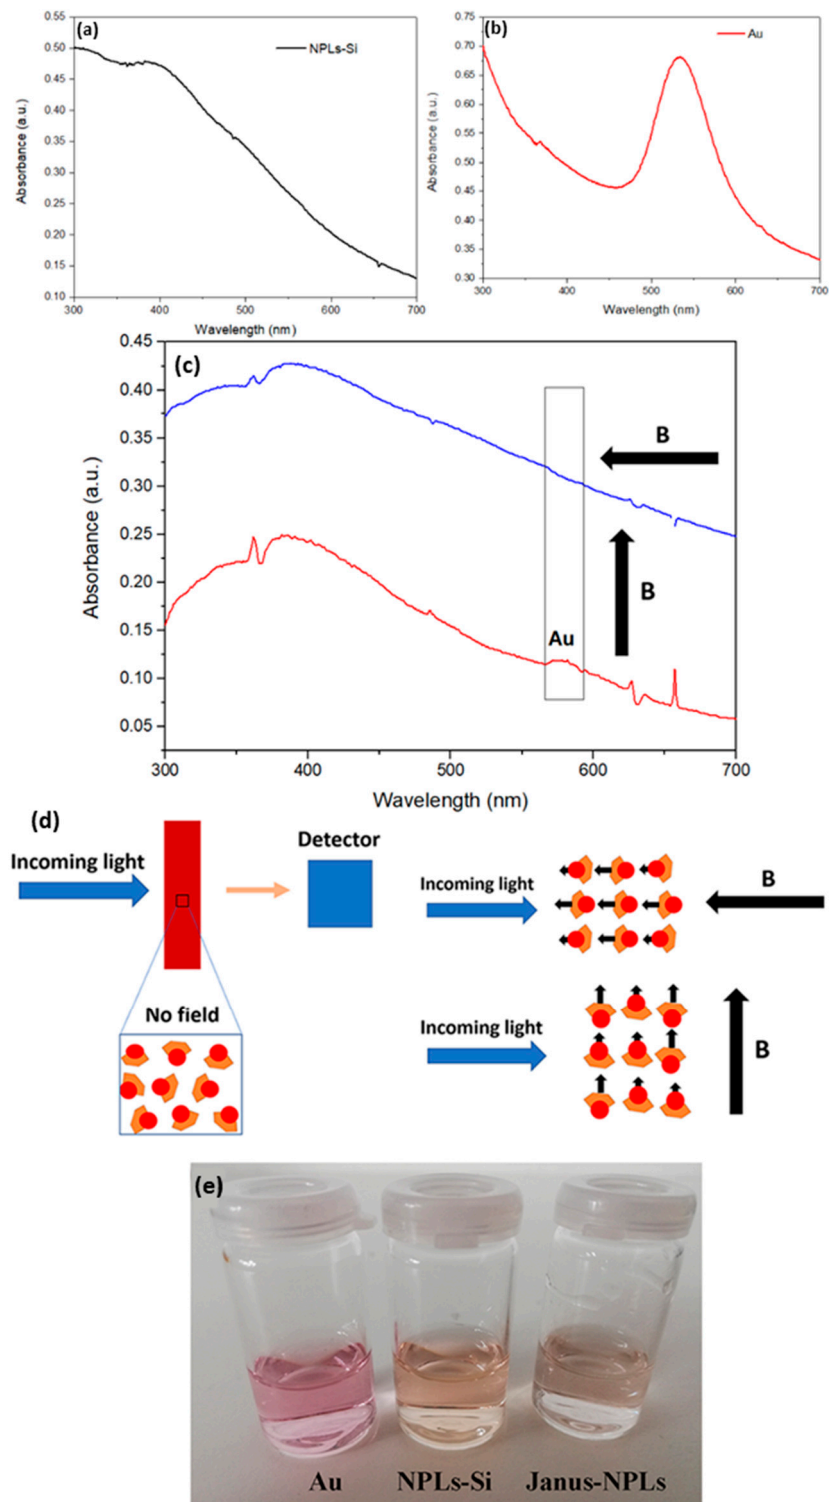 (a)
NPLs-Si
0.55
0.50
0.45
0.40
0.35
0.30
0.25
0.20
0.15
0.10
Absorbance (a.u.)
300
400
500
600
700
Wavelength (nm)
(b)
Au
0.75
0.70
0.65
0.60
0.55
0.50
0.45
0.40
0.35
0.30
Absorbance (a.u.)
300
400
500
600
700
Wavelength (nm)
(c)
0.45
0.40
0.35
0.30
0.25
0.20
0.15
0.10
0.05
Absorbance (a.u.)
B
B
Au
300
400
500
600
700
Wavelength (nm)
(d)
Incoming light
Detector
No field
Incoming light
B
Incoming light
B
(e)
Au
NPLs-Si
Janus-NPLs